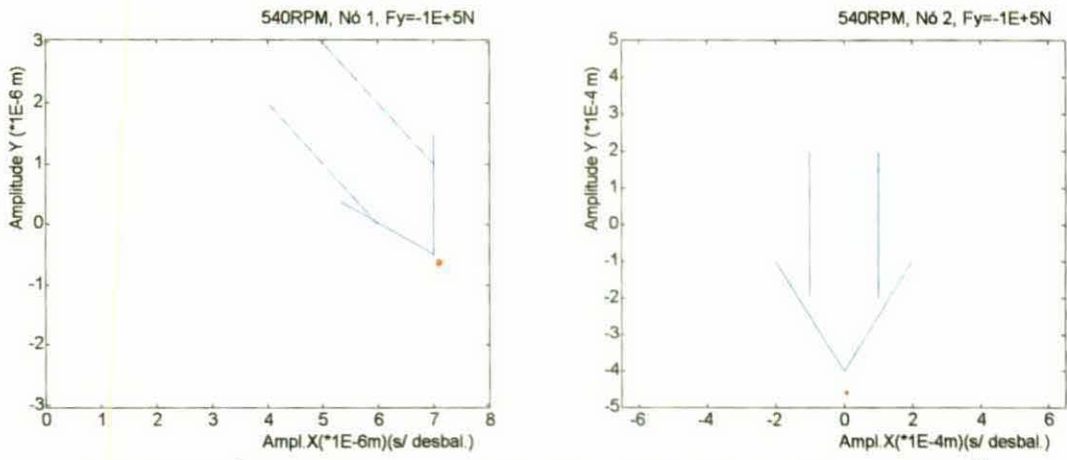 540RPM, Nó 1, Fy=-1E+5N
Amplitude Y (*1E-6 m)
3
2
1
0
-1
-2
-3
0 1 2 3 4 5 6 7 8
Ampl.X(*1E-6m)(s/ desbal.)
540RPM, Nó 2, Fy=-1E+5N
Amplitude Y (*1E-4 m)
5
4
3
2
1
0
-1
-2
-3
-4
-5
-6 -4 -2 0 2 4 6
Ampl.X(*1E-4m)(s/ desbal.)